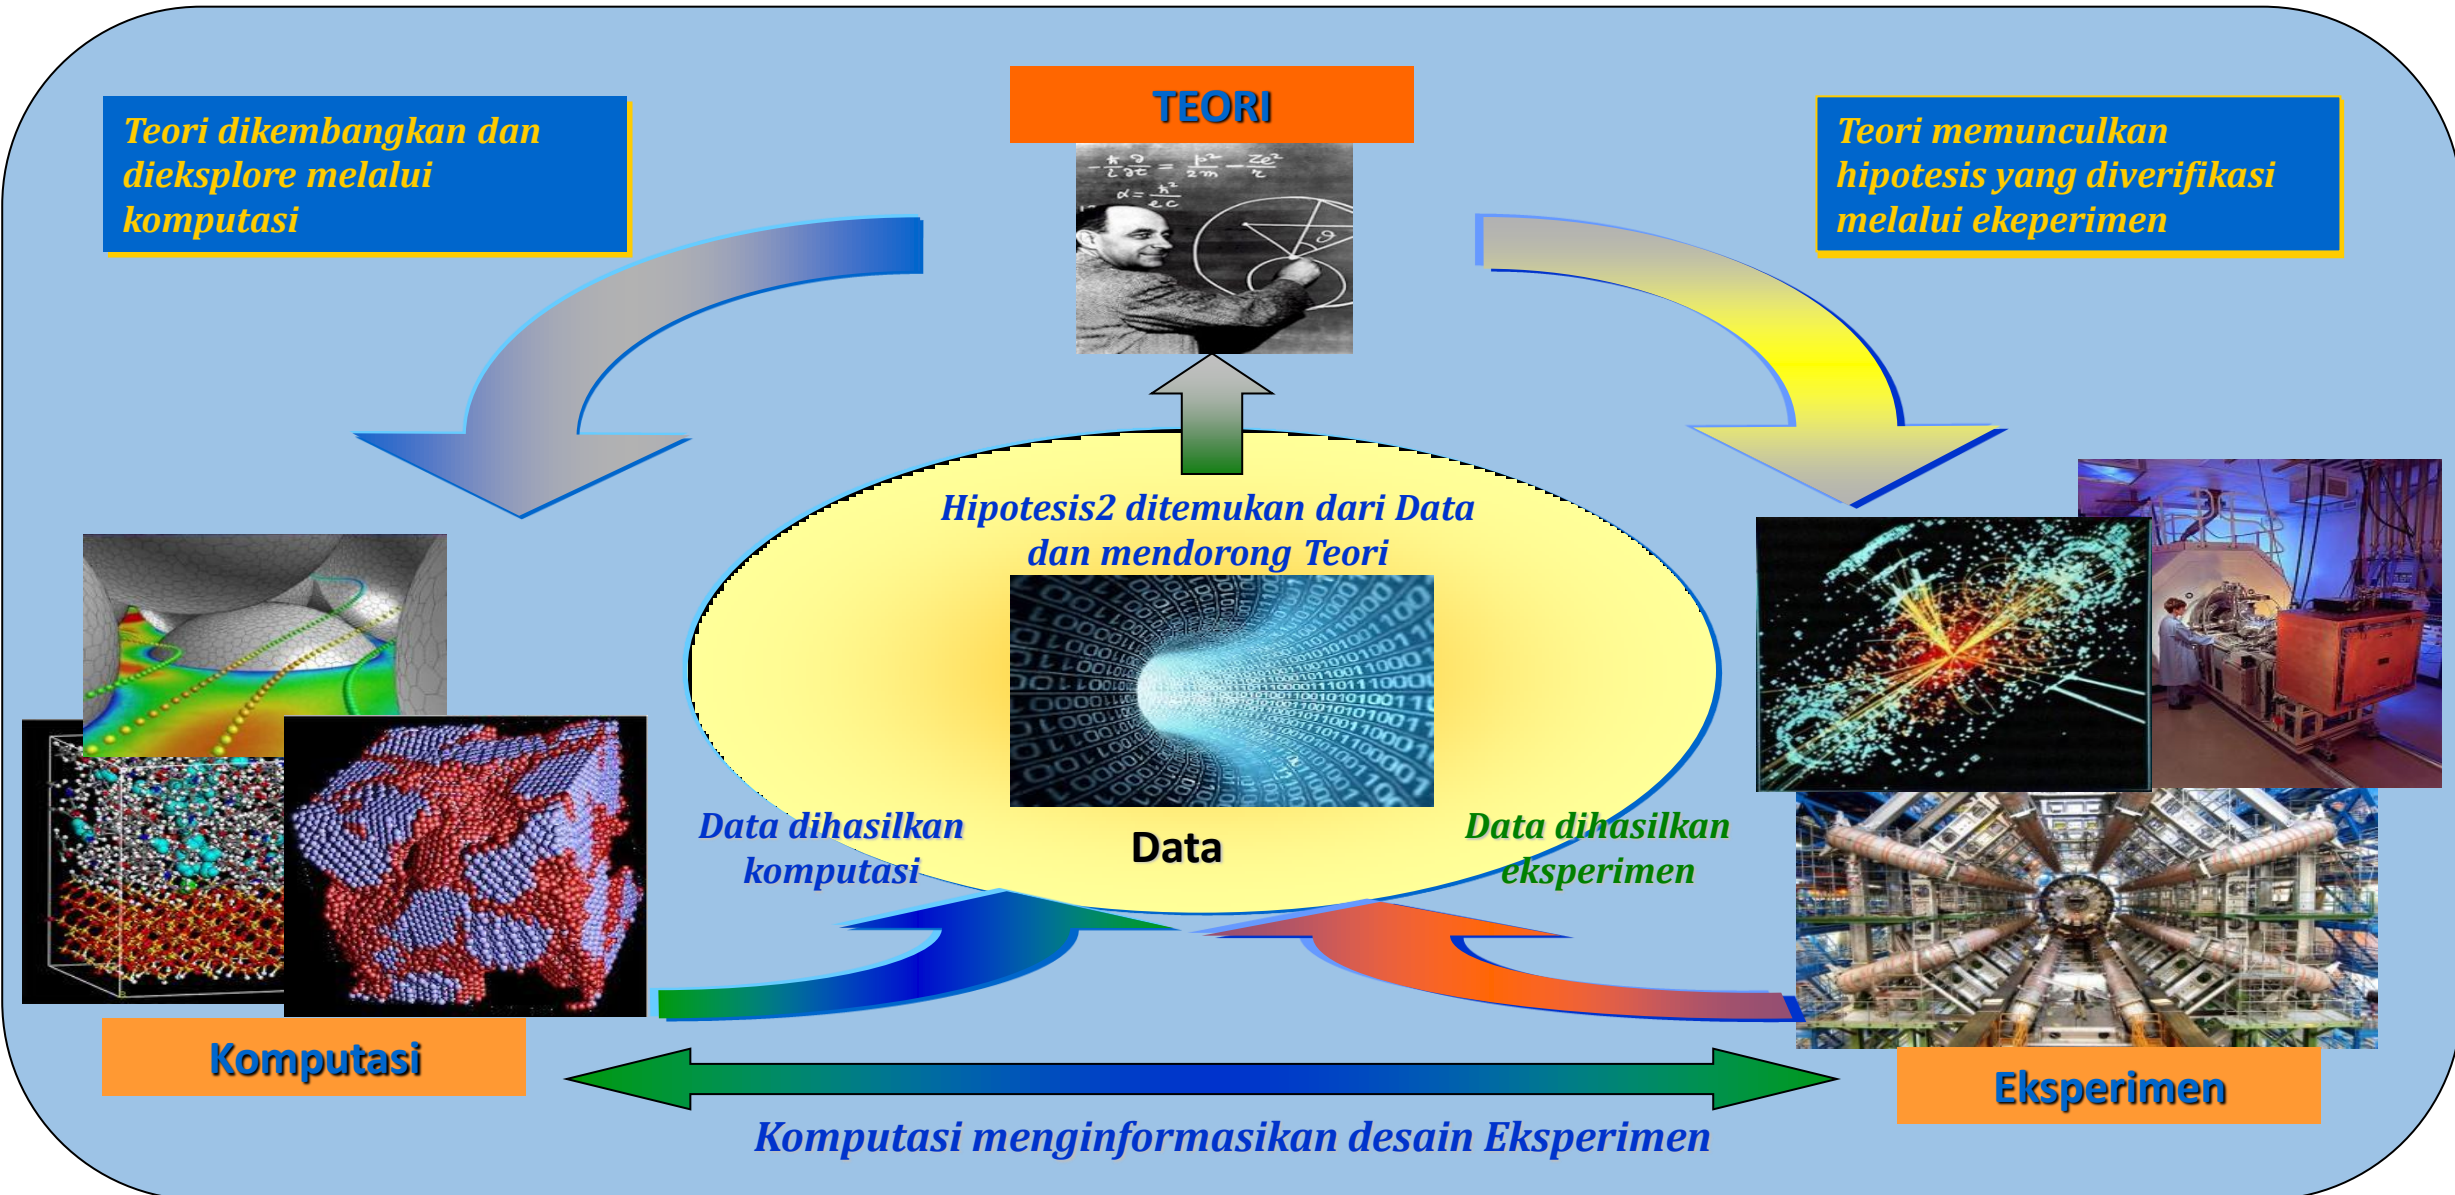 TEORI
Teori dikembangkan dan
dieksplore melalui
komputasi
Teori memunculkan
hipotesis yang diverifikasi
melalui ekeperimen
Hipotesis2 ditemukan dari Data
dan mendorong Teori
Data dihasilkan
komputasi
Data
Data dihasilkan
eksperimen
Komputasi
Eksperimen
Komputasi menginformasikan desain Eksperimen